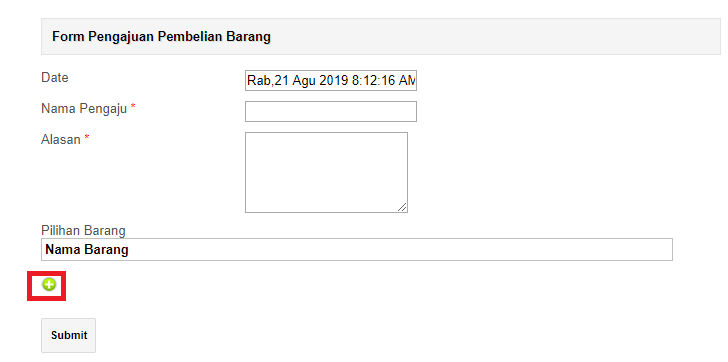 Form Pengajuan Pembelian Barang
Date
Rab,21 Agu 2019 8:12:16 AM
Nama Pengaju *
Alasan *
Pilihan Barang
Nama Barang
Submit